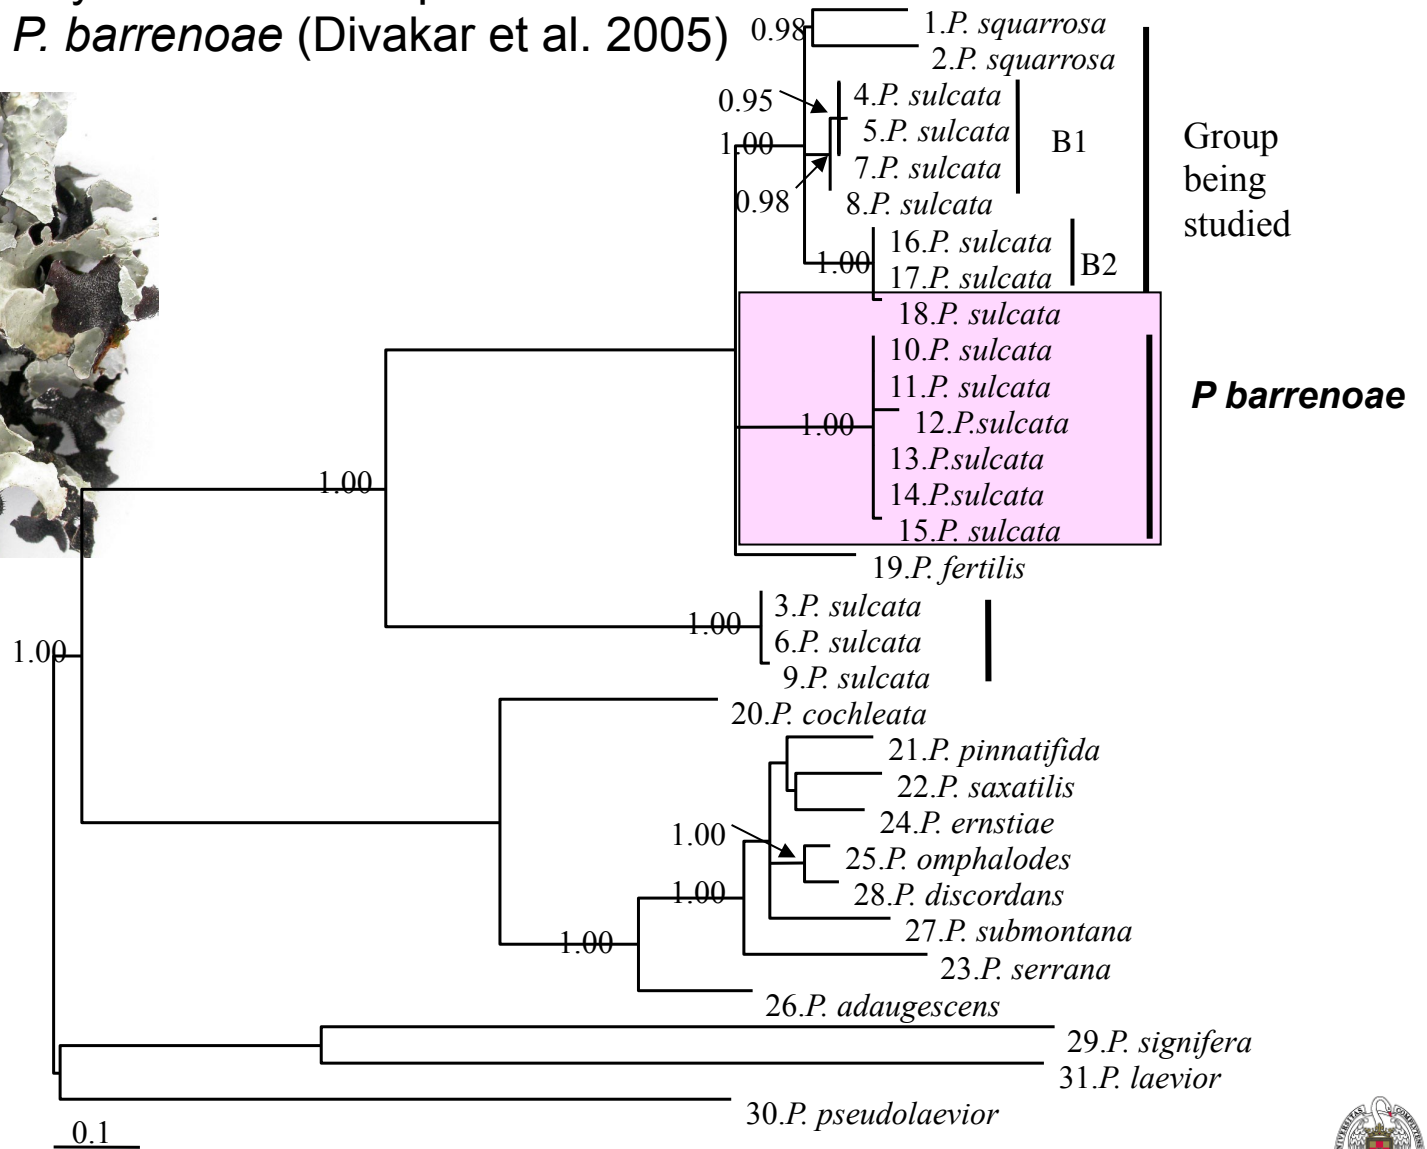 P. barrenoae (Divakar et al. 2005)
0.98
1.P. squarrosa
2.P. squarrosa
0.95
4.P. sulcata
5.P. sulcata
B1
1.00
7.P. sulcata
0.98
8.P. sulcata
Group
being
studied
16.P. sulcata
1.00
17.P. sulcata
B2
18.P. sulcata
10.P. sulcata
11.P. sulcata
P barrenoae
1.00
12.P.sulcata
13.P.sulcata
14.P.sulcata
15.P. sulcata
1.00
19.P. fertilis
3.P. sulcata
1.00
6.P. sulcata
9.P. sulcata
1.00
20.P. cochleata
21.P. pinnatifida
22.P. saxatilis
24.P. ernstiae
1.00
25.P. omphalodes
28.P. discordans
1.00
27.P. submontana
1.00
23.P. serrana
26.P. adaugescens
29.P. signifera
31.P. laevior
30.P. pseudolaevior
0.1